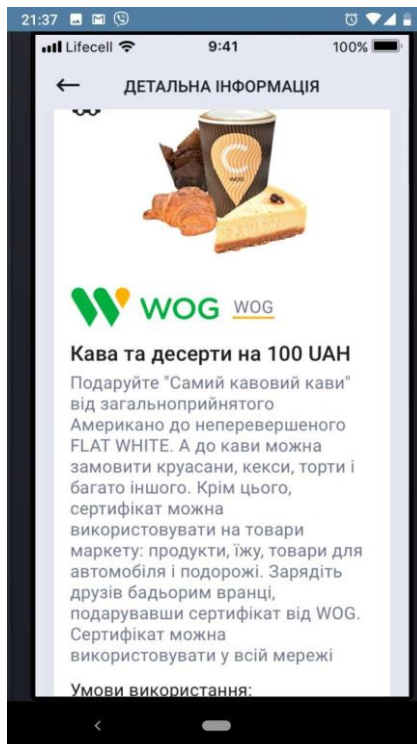 21:37
Lifecell 9:41 100%
ДЕТАЛЬНА ІНФОРМАЦІЯ
C
WOG
WOG WOG
Кава та десерти на 100 UAH
Подаруйте "Самий кавовий кави"
від загальноприйнятого
Американо до неперевершеного
FLAT WHITE. А до кави можна
замовити круасани, кекси, торти і
багато іншого. Крім цього,
сертифікат можна
використовувати на товари
маркету: продукти, їжу, товари для
автомобіля і подорожі. Зарядіть
друзів бадьорим вранці,
подарувавши сертифікат від WOG.
Сертифікат можна
використовувати у всій мережі
Умови використання: